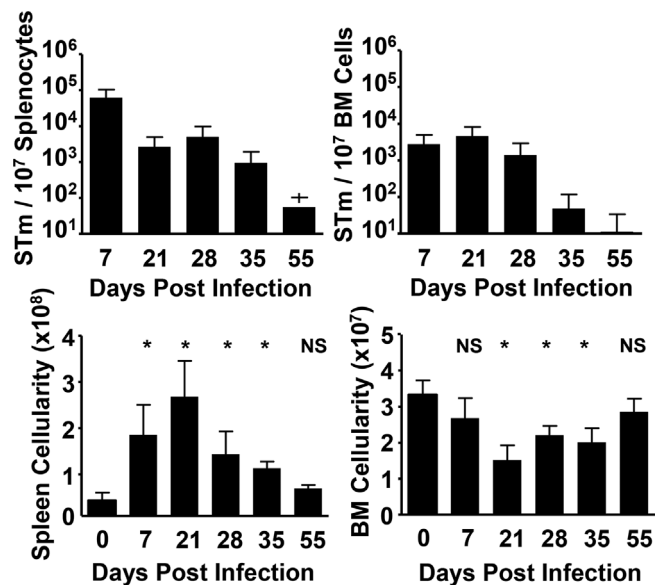 STm / 10⁷ Splenocytes
10⁶
10⁵
10⁴
10³
10²
10¹
7 21 28 35 55
Days Post Infection
STm / 10⁷ BM Cells
10⁶
10⁵
10⁴
10³
10²
10¹
7 21 28 35 55
Days Post Infection
Spleen Cellularity (x10⁸)
4
3
2
1
0
* * * * NS
0 7 21 28 35 55
Days Post Infection
BM Cellularity (x10⁷)
5
4
3
2
1
0
NS * * * NS
0 7 21 28 35 55
Days Post Infection